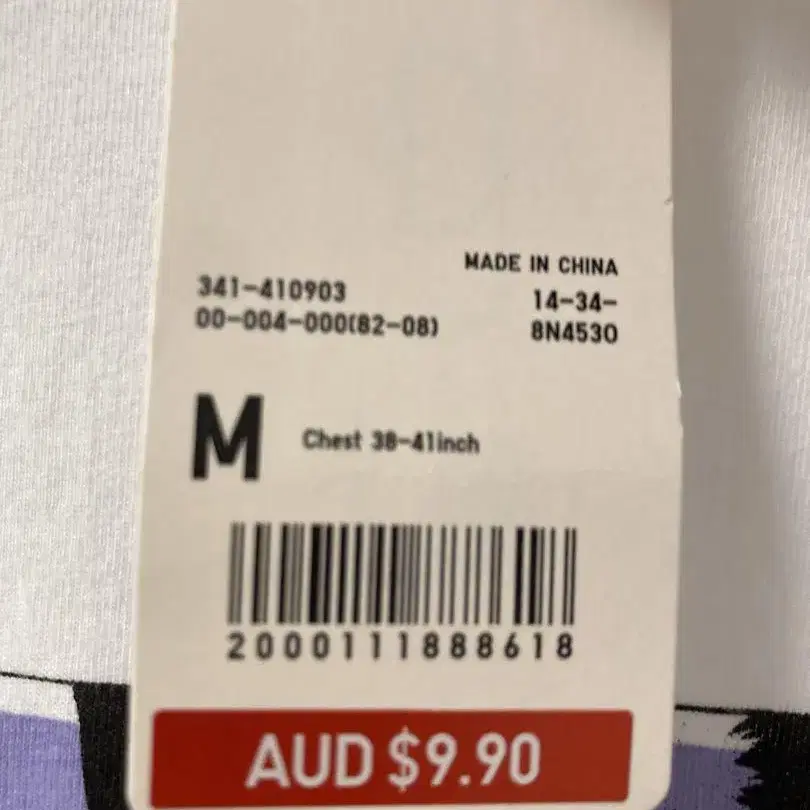 MADE IN CHINA
341-410903
14-34-
00-004-000(82-08)
8N4530
M
Chest 38-41inch
2000111888618
AUD $9.90